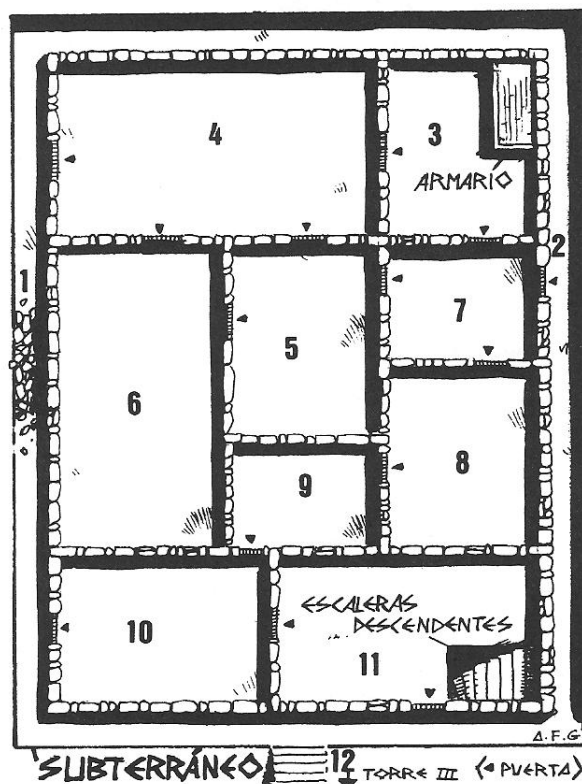 4
3
ARMARIO
2
1
7
5
6
8
9
ESCALERAS
DESCENDENTES
10
11
A.F.G
SUBTERRÁNEO
12
TORRE III
(◄ PUERTA)